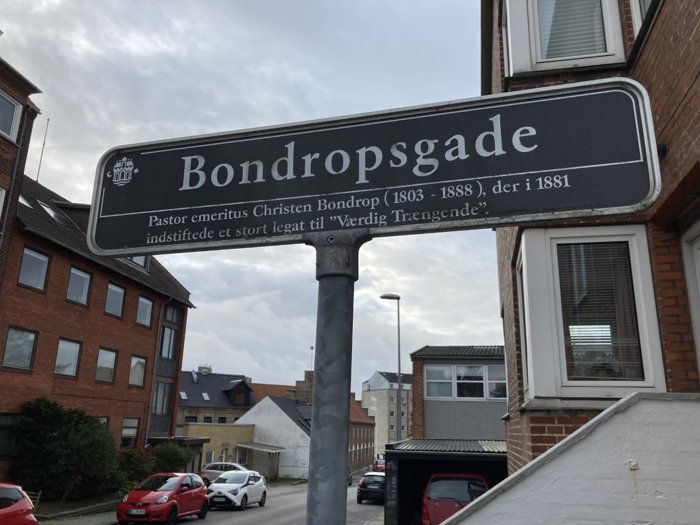 Bondropsgade
Pastor emeritus Christen Bondrop (1803 - 1888), der i 1881
indstiftede et stort legat til "Værdig Trængende".